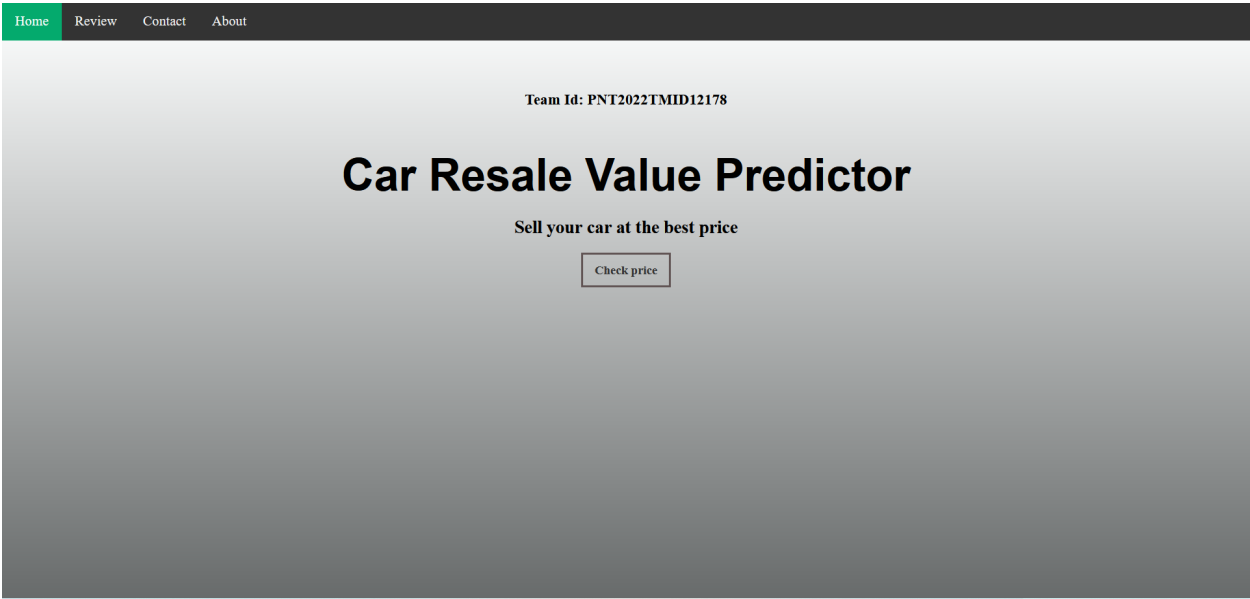 Home Review Contact About
Team Id: PNT2022TMID12178
Car Resale Value Predictor
Sell your car at the best price
Check price